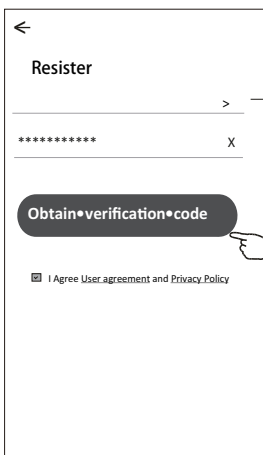 Resister
>
***********
X
Obtain•verification•code
I Agree User agreement and Privacy Policy